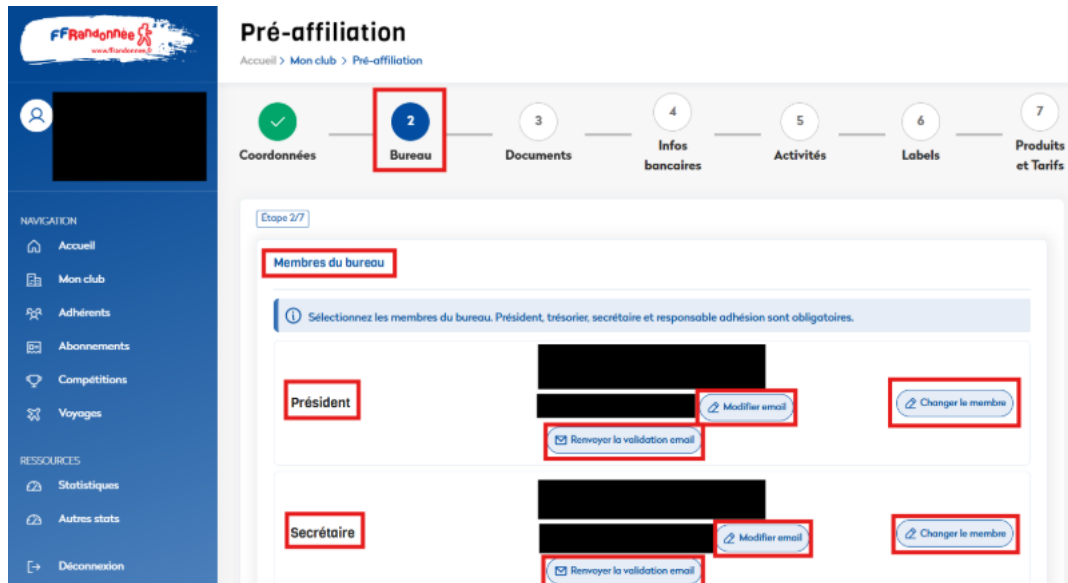 FFRandonnée
www.ffrandonnee.fr
NAVIGATION
Accueil
Mon club
Adhérents
Abonnements
Compétitions
Voyages
RESSOURCES
Statistiques
Autres stats
Déconnexion
Pré-affiliation
Accueil > Mon club > Pré-affiliation
2
3
4
5
6
7
Coordonnées
Bureau
Documents
Infos
bancaires
Activités
Labels
Produits
et Tarifs
Étape 2/7
Membres du bureau
Sélectionnez les membres du bureau. Président, trésorier, secrétaire et responsable adhésion sont obligatoires.
Président
Modifier email
Changer le membre
Renvoyer la validation email
Secrétaire
Modifier email
Changer le membre
Renvoyer la validation email